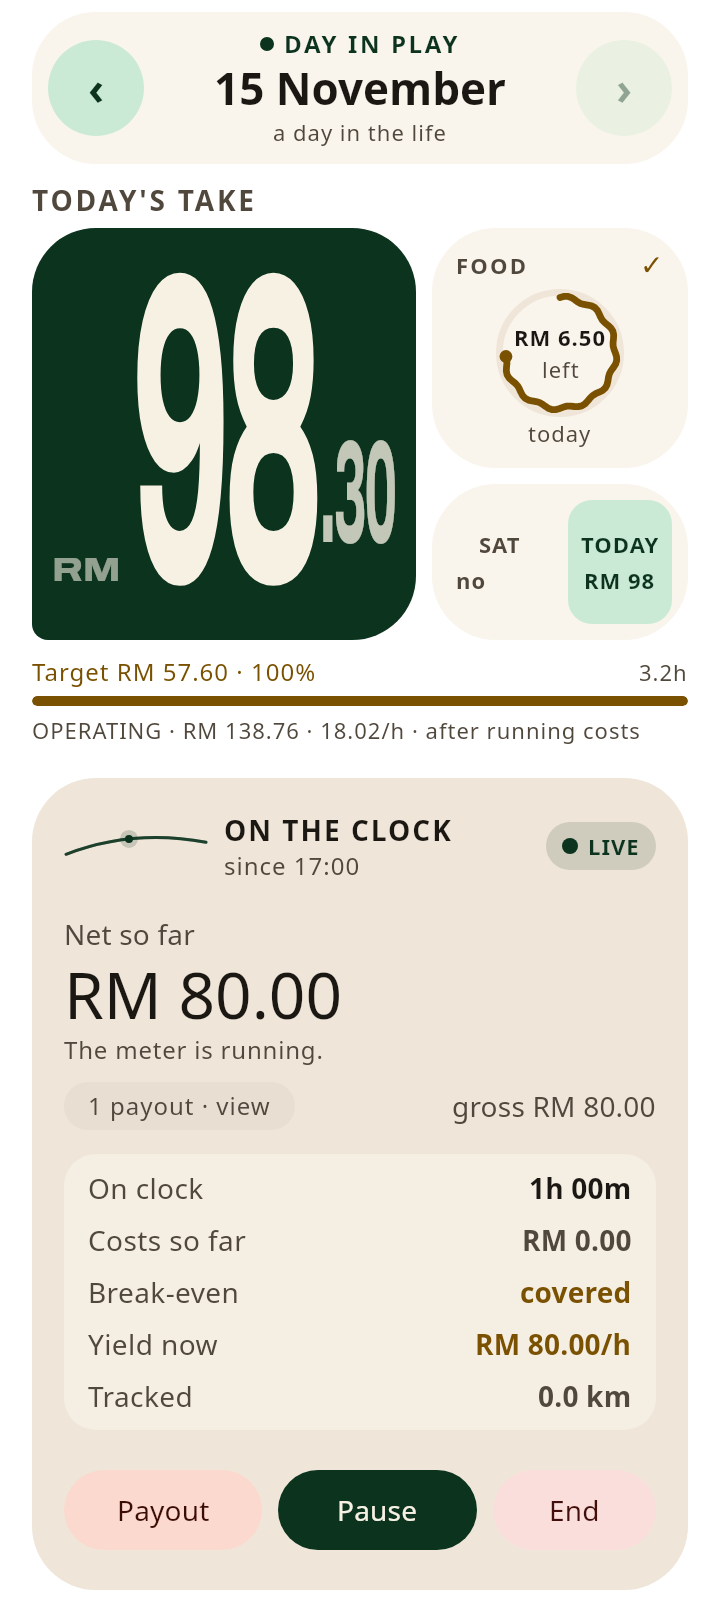 ‹
DAY IN PLAY
15 November
a day in the life
›
TODAY'S TAKE
RM 98.30
FOOD ✓
RM 6.50
left
today
SAT
no
TODAY
RM 98
Target RM 57.60 · 100%
3.2h
OPERATING · RM 138.76 · 18.02/h · after running costs
ON THE CLOCK
since 17:00
LIVE
Net so far
RM 80.00
The meter is running.
1 payout · view
gross RM 80.00
On clock 1h 00m
Costs so far RM 0.00
Break-even covered
Yield now RM 80.00/h
Tracked 0.0 km
Payout
Pause
End